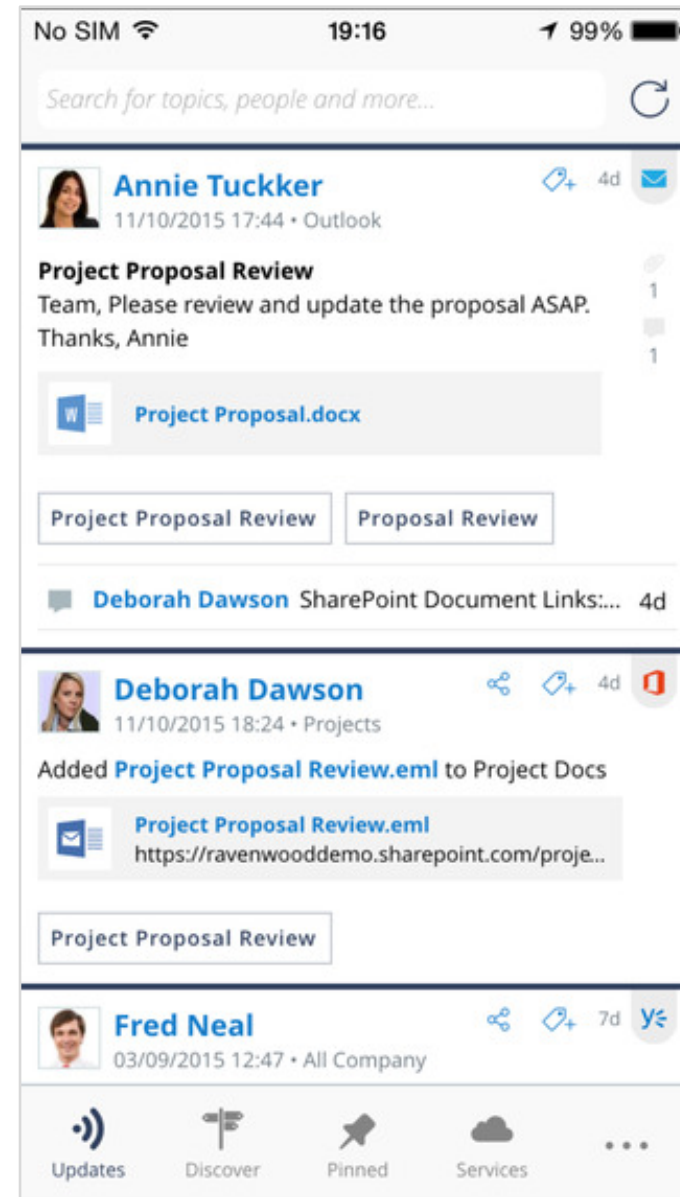 No SIM 19:16 99%
Search for topics, people and more...
Annie Tuckker 4d
11/10/2015 17:44 • Outlook
Project Proposal Review
Team, Please review and update the proposal ASAP.
1
Thanks, Annie
1
W Project Proposal.docx
Project Proposal Review Proposal Review
Deborah Dawson SharePoint Document Links:... 4d
Deborah Dawson 4d
11/10/2015 18:24 • Projects
Added Project Proposal Review.eml to Project Docs
Project Proposal Review.eml
https://ravenwooddemo.sharepoint.com/proje...
Project Proposal Review
Fred Neal 7d
03/09/2015 12:47 • All Company
Updates Discover Pinned Services